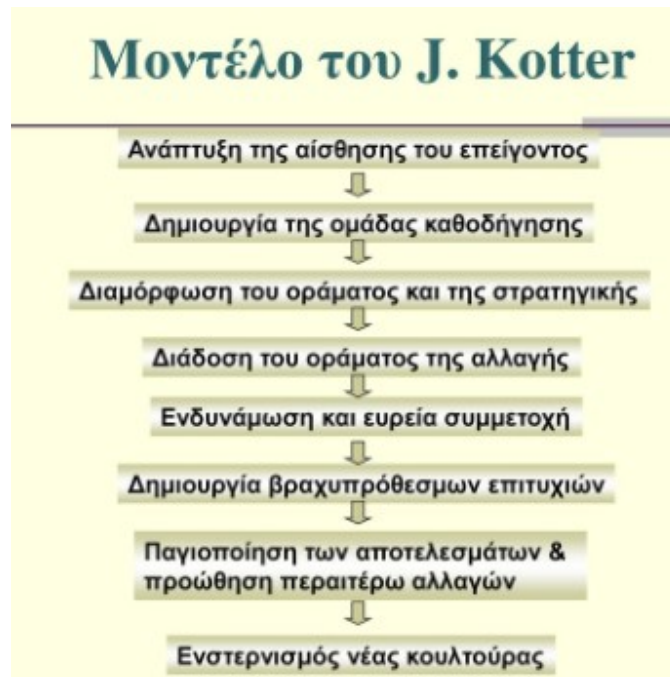 Μοντέλο του J. Kotter
Ανάπτυξη της αίσθησης του επείγοντος
Δημιουργία της ομάδας καθοδήγησης
Διαμόρφωση του οράματος και της στρατηγικής
Διάδοση του οράματος της αλλαγής
Ενδυνάμωση και ευρεία συμμετοχή
Δημιουργία βραχυπρόθεσμων επιτυχιών
Παγιοποίηση των αποτελεσμάτων &
προώθηση περαιτέρω αλλαγών
Ενστερνισμός νέας κουλτούρας